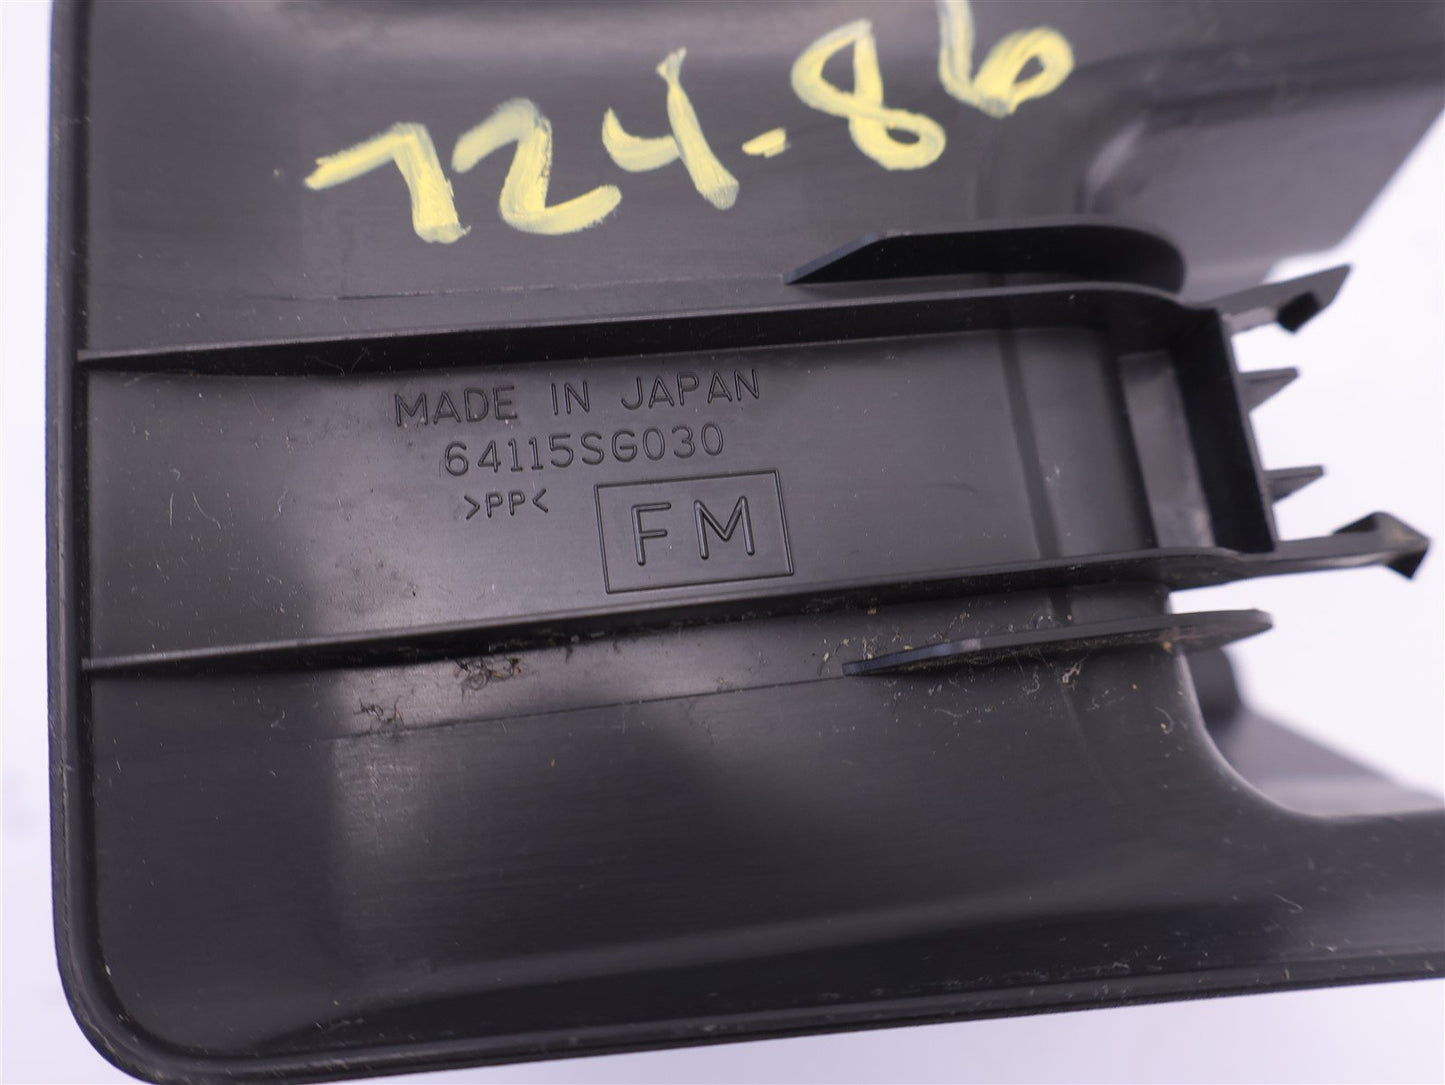 724-86
MADE IN JAPAN
64115SG030
>PP<
FM